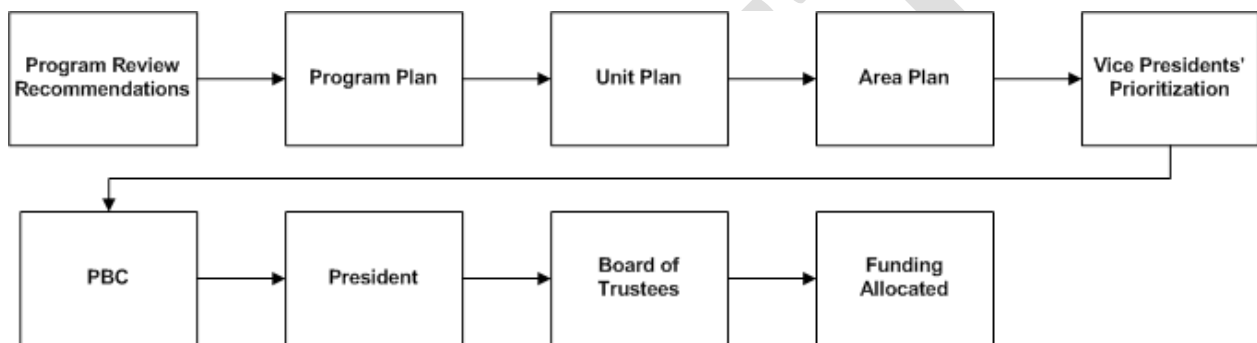 Program Review
Recommendations
Program Plan
Unit Plan
Area Plan
Vice Presidents'
Prioritization
PBC
President
Board of
Trustees
Funding
Allocated